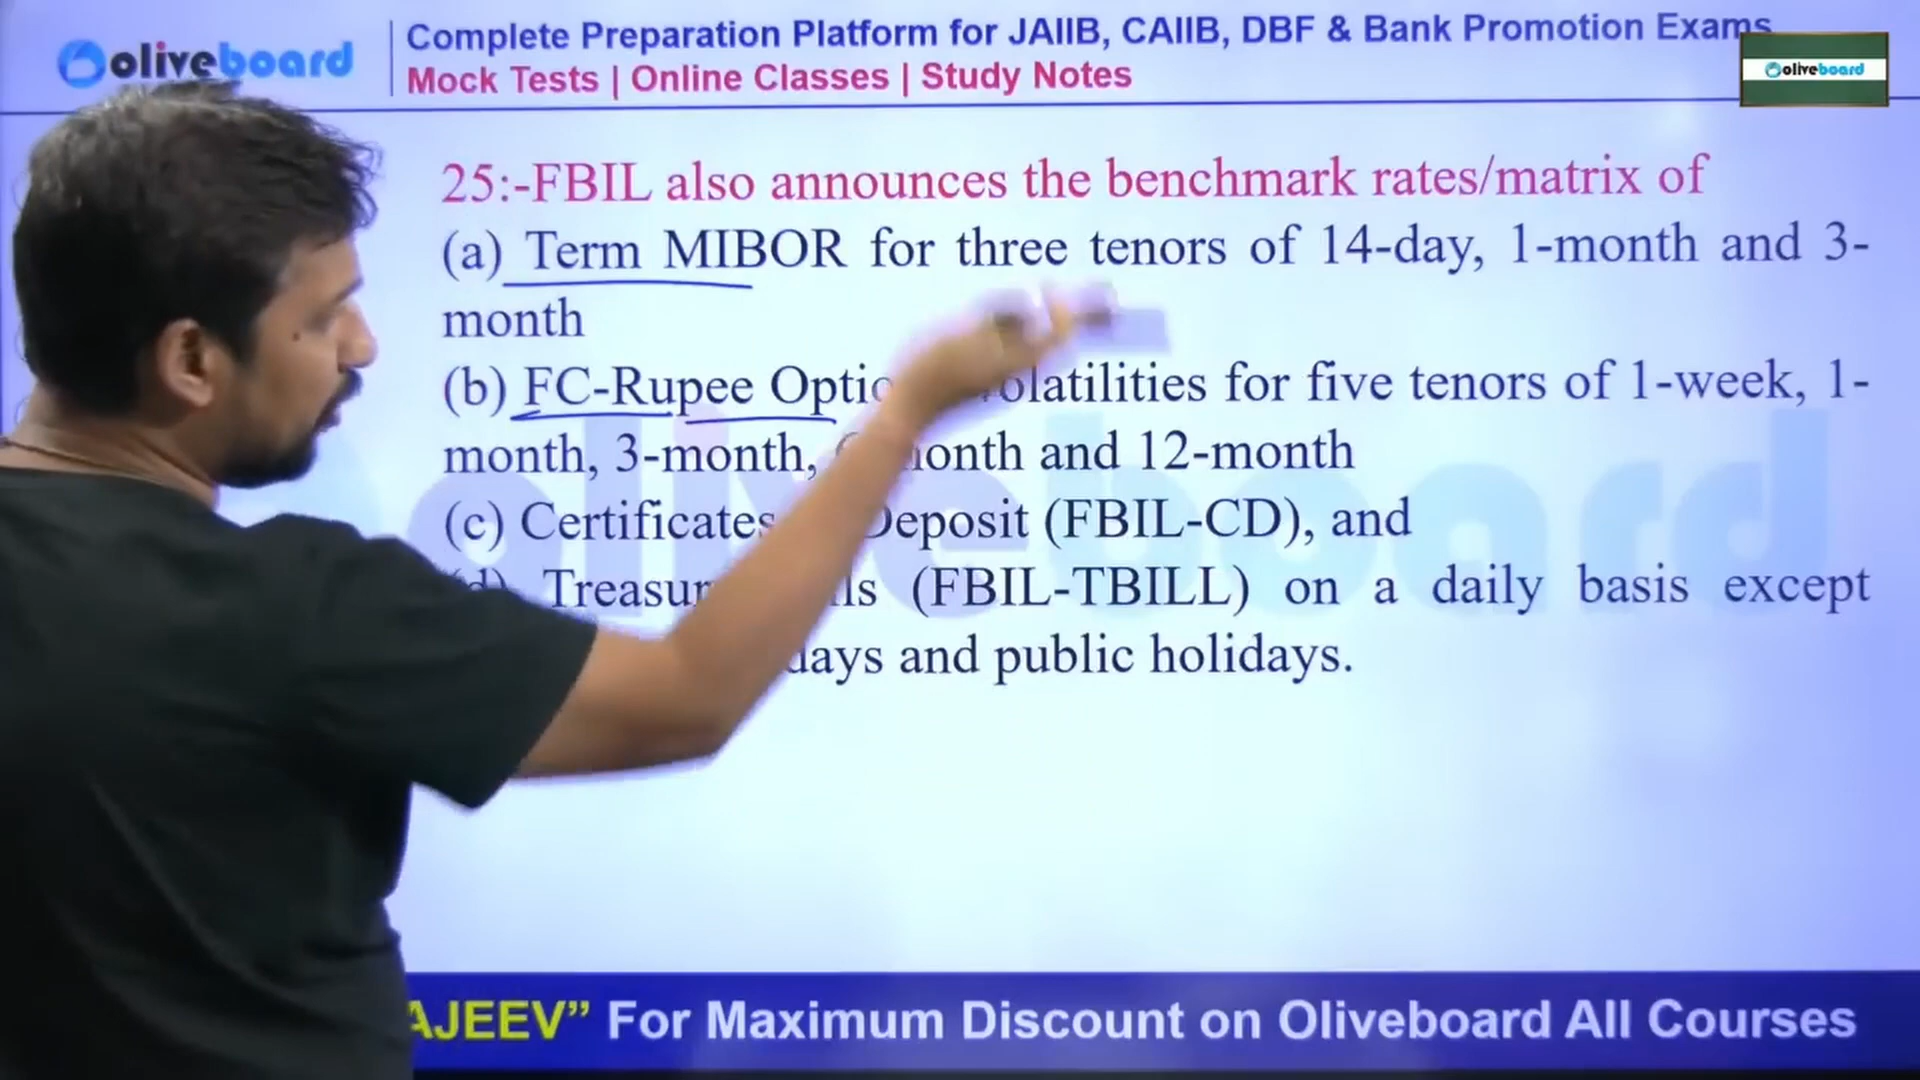 oliveboard
Complete Preparation Platform for JAIIB, CAIIB, DBF & Bank Promotion Exams
Mock Tests | Online Classes | Study Notes
oliveboard
25:-FBIL also announces the benchmark rates/matrix of
(a) Term MIBOR for three tenors of 14-day, 1-month and 3-
month
(b) FC-Rupee Optio olatilities for five tenors of 1-week, 1-
month, 3-month, month and 12-month
(c) Certificates Deposit (FBIL-CD), and
(d) Treasur ls (FBIL-TBILL) on a daily basis except
days and public holidays.
oliveboard
AJEEV” For Maximum Discount on Oliveboard All Courses